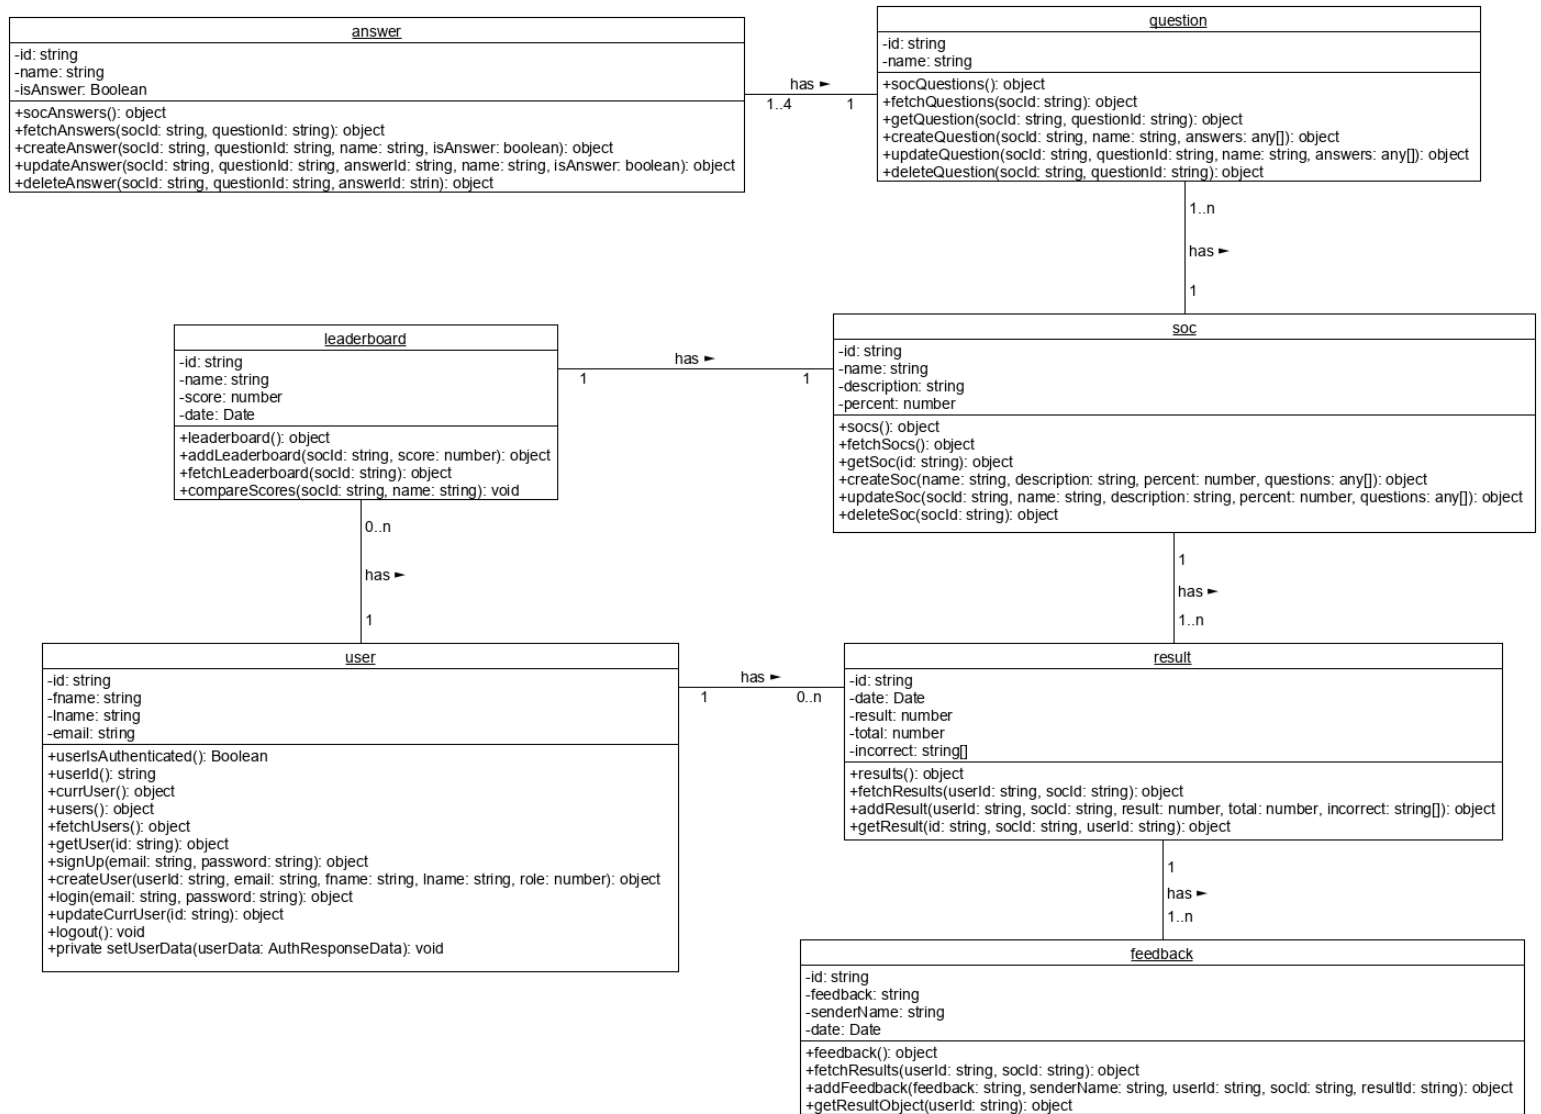 answer
-id: string
-name: string
-isAnswer: Boolean
+socAnswers(): object
+fetchAnswers(socId: string, questionId: string): object
+createAnswer(socId: string, questionId: string, name: string, isAnswer: boolean): object
+updateAnswer(socId: string, questionId: string, answerId: string, name: string, isAnswer: boolean): object
+deleteAnswer(socId: string, questionId: string, answerId: strin): object
has ►
1..4
1
question
-id: string
-name: string
+socQuestions(): object
+fetchQuestions(socId: string): object
+getQuestion(socId: string, questionId: string): object
+createQuestion(socId: string, name: string, answers: any[]): object
+updateQuestion(socId: string, questionId: string, name: string, answers: any[]): object
+deleteQuestion(socId: string, questionId: string): object
1..n
has ►
1
leaderboard
-id: string
-name: string
-score: number
-date: Date
+leaderboard(): object
+addLeaderboard(socId: string, score: number): object
+fetchLeaderboard(socId: string): object
+compareScores(socId: string, name: string): void
has ►
1
1
soc
-id: string
-name: string
-description: string
-percent: number
+socs(): object
+fetchSocs(): object
+getSoc(id: string): object
+createSoc(name: string, description: string, percent: number, questions: any[]): object
+updateSoc(socId: string, name: string, description: string, percent: number, questions: any[]): object
+deleteSoc(socId: string): object
0..n
has ►
1
1
has ►
1..n
user
-id: string
-fname: string
-lname: string
-email: string
+userIsAuthenticated(): Boolean
+userId(): string
+currUser(): object
+users(): object
+fetchUsers(): object
+getUser(id: string): object
+signUp(email: string, password: string): object
+createUser(userId: string, email: string, fname: string, lname: string, role: number): object
+login(email: string, password: string): object
+updateCurrUser(id: string): object
+logout(): void
+private setUserData(userData: AuthResponseData): void
has ►
1
0..n
result
-id: string
-date: Date
-result: number
-total: number
-incorrect: string[]
+results(): object
+fetchResults(userId: string, socId: string): object
+addResult(userId: string, socId: string, result: number, total: number, incorrect: string[]): object
+getResult(id: string, socId: string, userId: string): object
1
has ►
1..n
feedback
-id: string
-feedback: string
-senderName: string
-date: Date
+feedback(): object
+fetchResults(userId: string, socId: string): object
+addFeedback(feedback: string, senderName: string, userId: string, socId: string, resultId: string): object
+getResultObject(userId: string): object